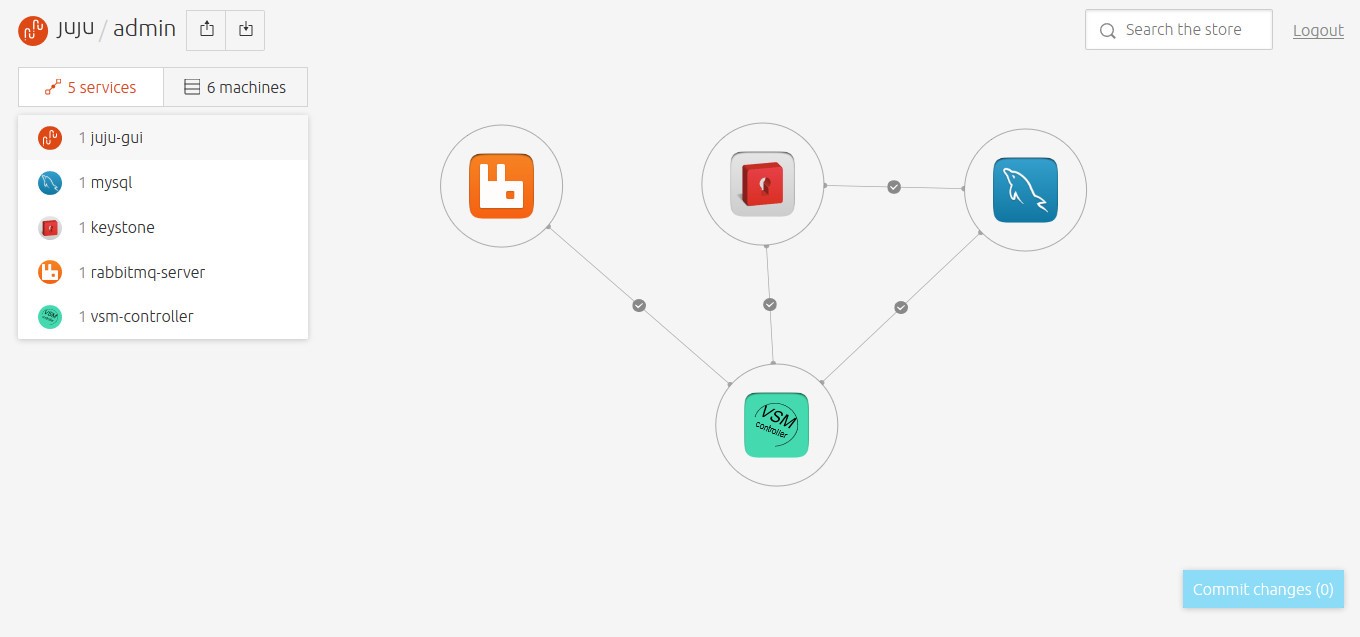 juju / admin
Search the store
Logout
5 services
6 machines
1 juju-gui
1 mysql
1 keystone
1 rabbitmq-server
1 vsm-controller
VSM
controller
Commit changes (0)